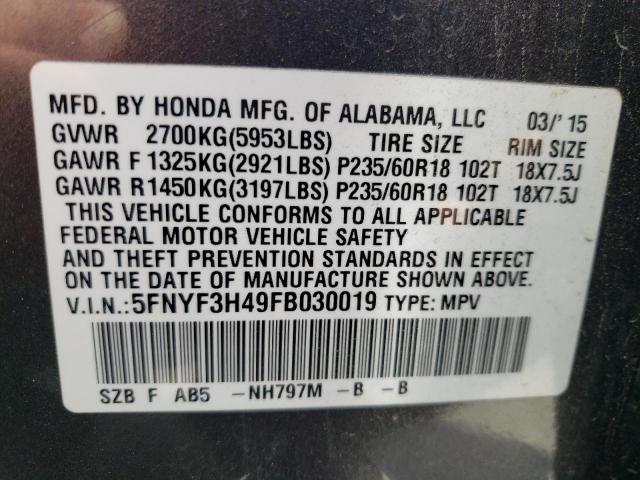 MFD. BY HONDA MFG. OF ALABAMA, LLC 03/'15
GVWR 2700KG(5953LBS) TIRE SIZE RIM SIZE
GAWR F 1325KG(2921LBS) P235/60R18 102T 18X7.5J
GAWR R1450KG(3197LBS) P235/60R18 102T 18X7.5J
THIS VEHICLE CONFORMS TO ALL APPLICABLE
FEDERAL MOTOR VEHICLE SAFETY
AND THEFT PREVENTION STANDARDS IN EFFECT
ON THE DATE OF MANUFACTURE SHOWN ABOVE.
V.I.N.: 5FNYF3H49FB030019 TYPE: MPV
SZB F AB5 -NH797M -B -B